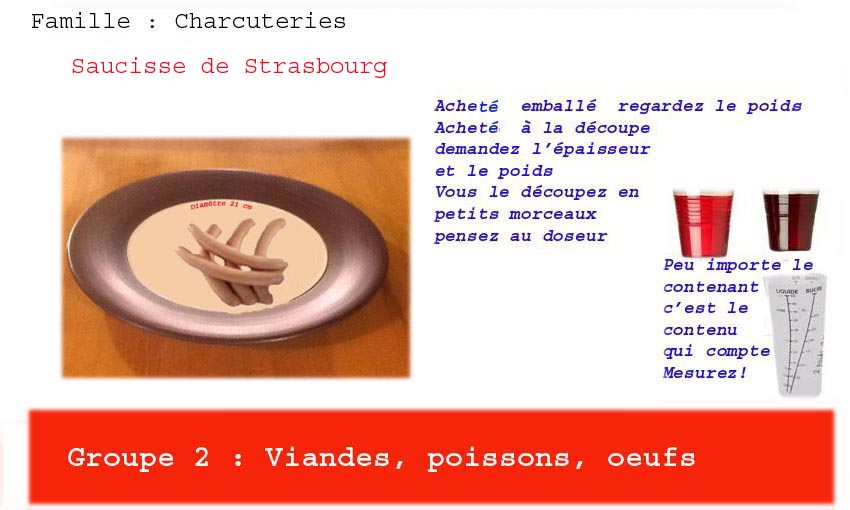 Famille : Charcuteries
Saucisse de Strasbourg
Acheté emballé regardez le poids
Acheté à la découpe
demandez l'épaisseur
et le poids
Vous le découpez en
petits morceaux
pensez au doseur
Diamètre 21 cm
Peu importe le
contenant
c'est le
contenu
qui compte
Mesurez!
LIQUIDE SUCRE
Groupe 2 : Viandes, poissons, oeufs